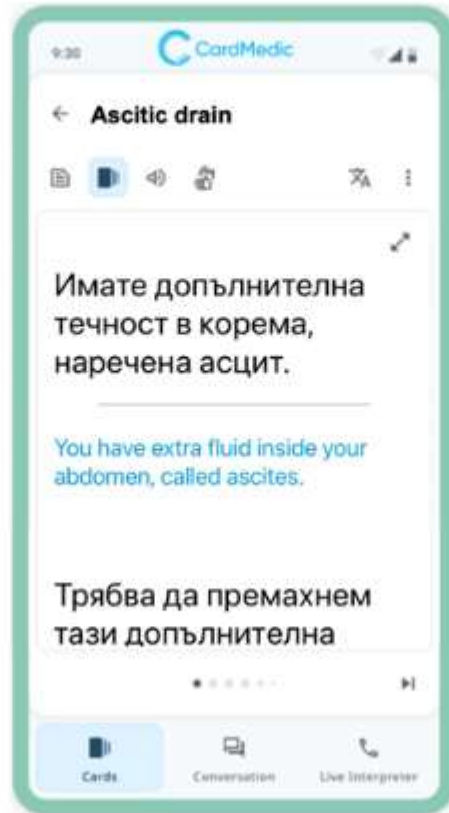 9:30
CardMedic
Ascitic drain
Имате допълнителна
течност в корема,
наречена асцит.
You have extra fluid inside your
abdomen, called ascites.
Трябва да премахнем
тази допълнителна
Cards
Conversation
Live Interpreter